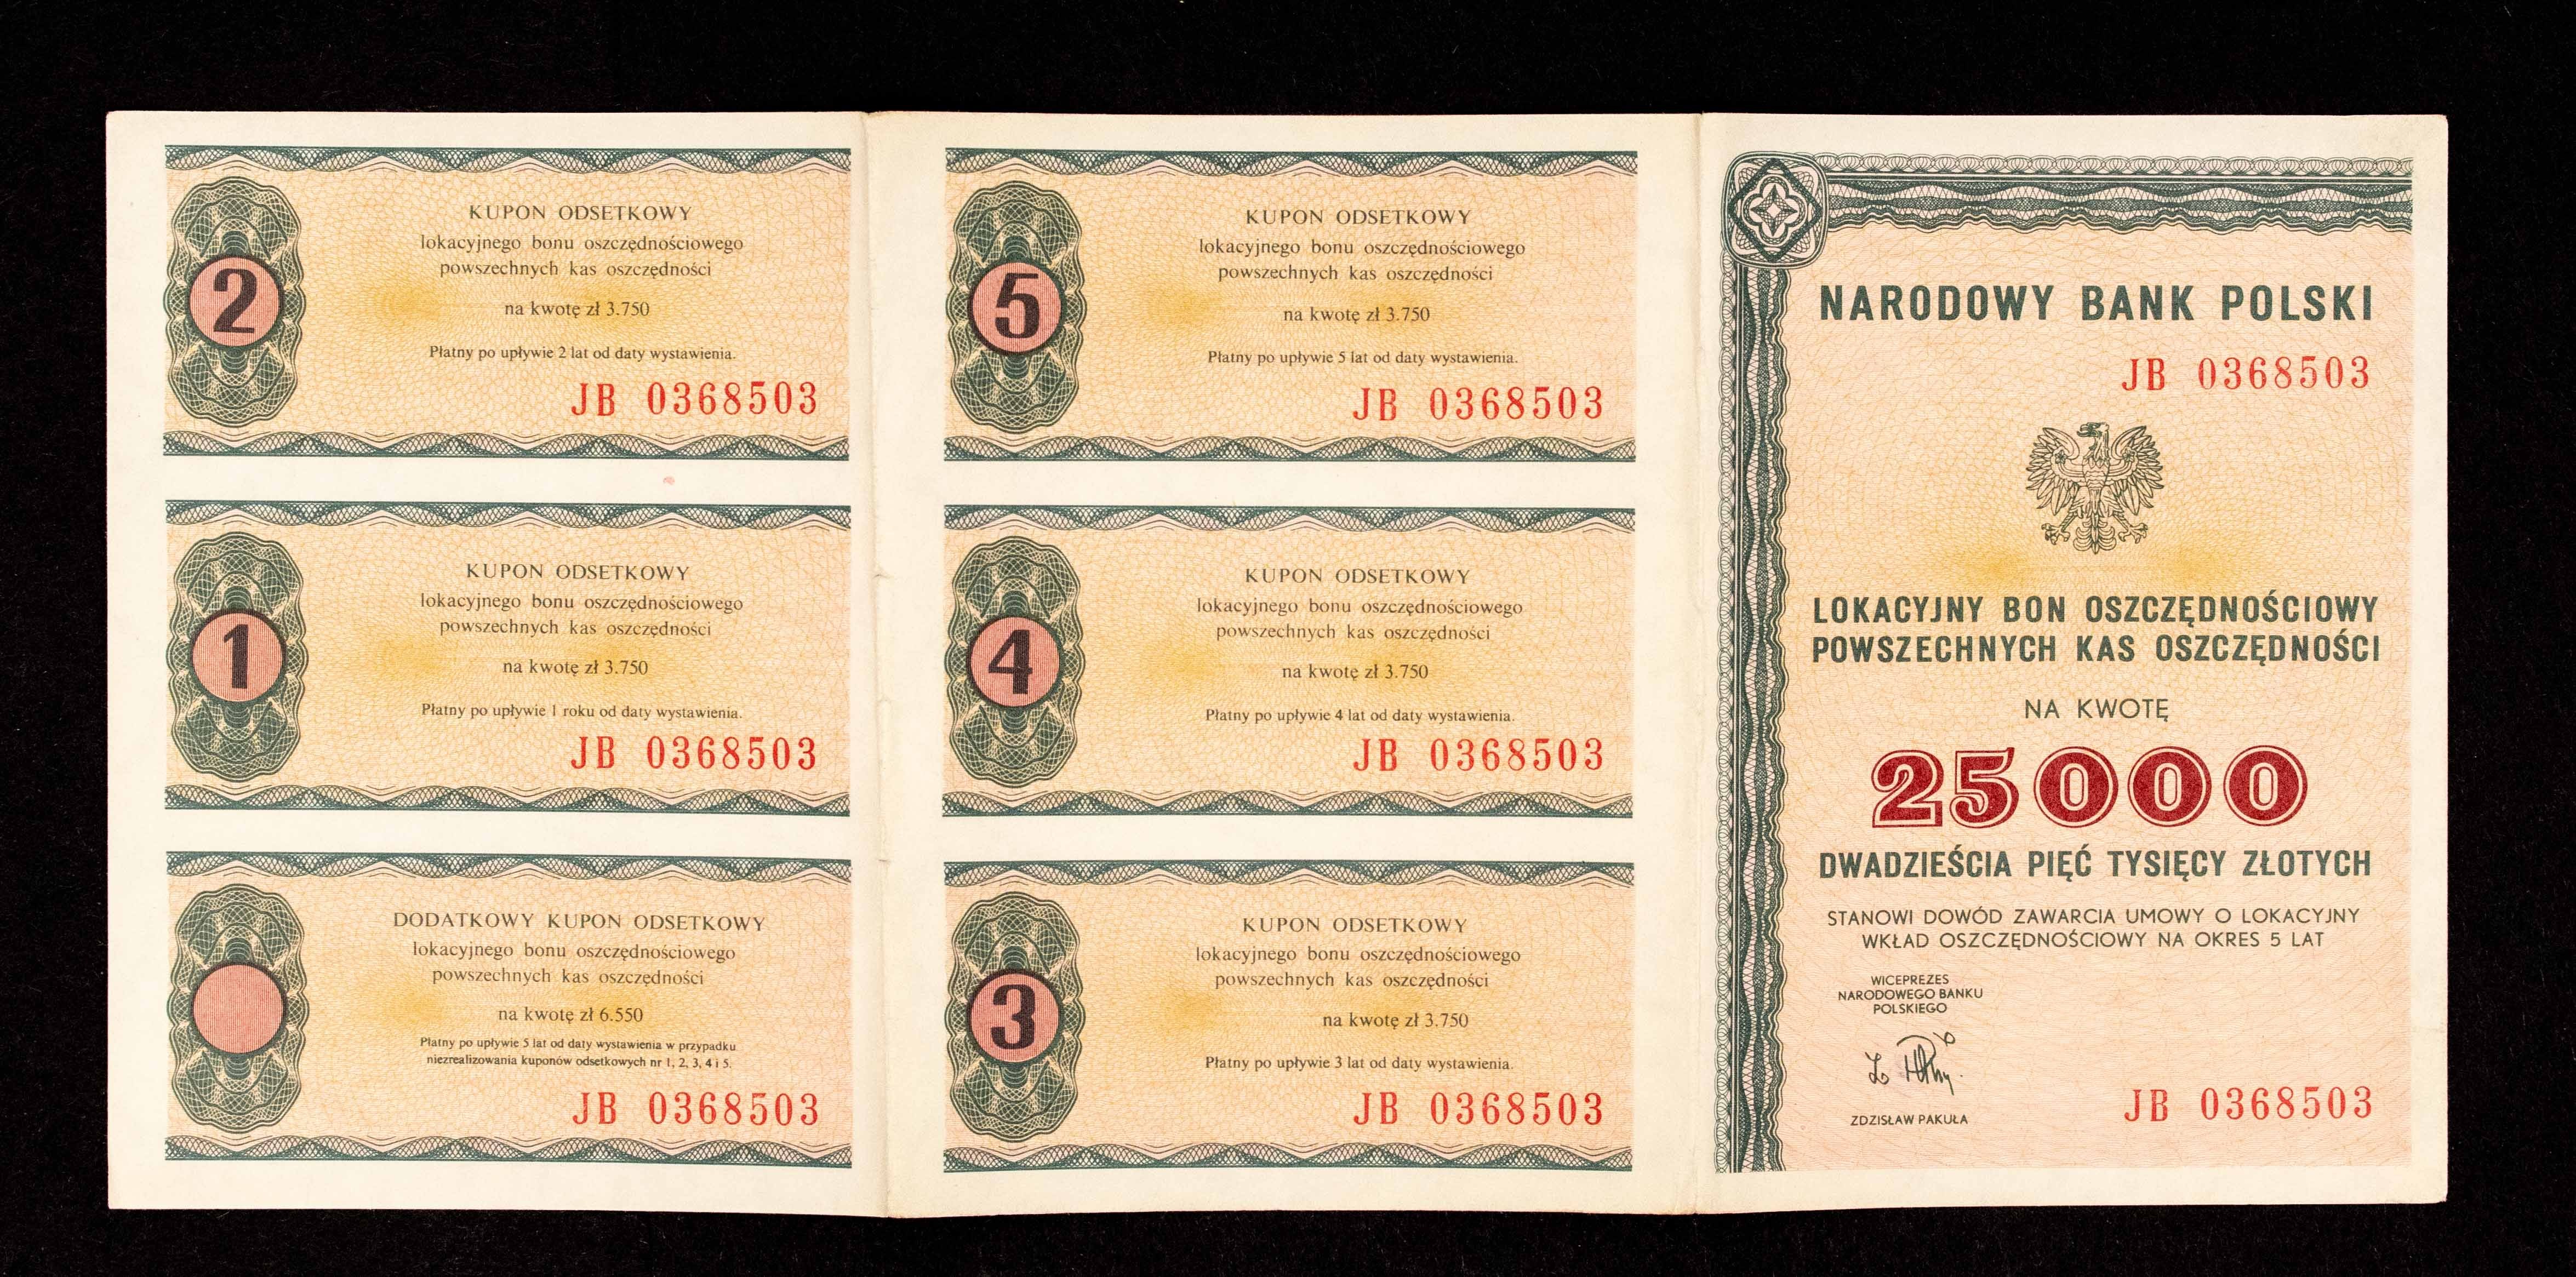 2
KUPON ODSETKOWY
lokacyjnego bonu oszczędnościowego
powszechnych kas oszczędności
na kwotę zł 3.750
Płatny po upływie 2 lat od daty wystawienia.
JB 0368503
1
KUPON ODSETKOWY
lokacyjnego bonu oszczędnościowego
powszechnych kas oszczędności
na kwotę zł 3.750
Płatny po upływie 1 roku od daty wystawienia.
JB 0368503
DODATKOWY KUPON ODSETKOWY
lokacyjnego bonu oszczędnościowego
powszechnych kas oszczędności
na kwotę zł 6.550
Płatny po upływie 5 lat od daty wystawienia w przypadku
niezrealizowania kuponów odsetkowych nr 1, 2, 3, 4 i 5.
JB 0368503
5
KUPON ODSETKOWY
lokacyjnego bonu oszczędnościowego
powszechnych kas oszczędności
na kwotę zł 3.750
Płatny po upływie 5 lat od daty wystawienia.
JB 0368503
4
KUPON ODSETKOWY
lokacyjnego bonu oszczędnościowego
powszechnych kas oszczędności
na kwotę zł 3.750
Płatny po upływie 4 lat od daty wystawienia.
JB 0368503
3
KUPON ODSETKOWY
lokacyjnego bonu oszczędnościowego
powszechnych kas oszczędności
na kwotę zł 3.750
Płatny po upływie 3 lat od daty wystawienia.
JB 0368503
NARODOWY BANK POLSKI
JB 0368503
LOKACYJNY BON OSZCZĘDNOŚCIOWY
POWSZECHNYCH KAS OSZCZĘDNOŚCI
NA KWOTĘ
25000
DWADZIEŚCIA PIĘĆ TYSIĘCY ZŁOTYCH
STANOWI DOWÓD ZAWARCIA UMOWY O LOKACYJNY
WKŁAD OSZCZĘDNOŚCIOWY NA OKRES 5 LAT
WICEPREZES
NARODOWEGO BANKU
POLSKIEGO
ZDZISŁAW PAKUŁA
JB 0368503